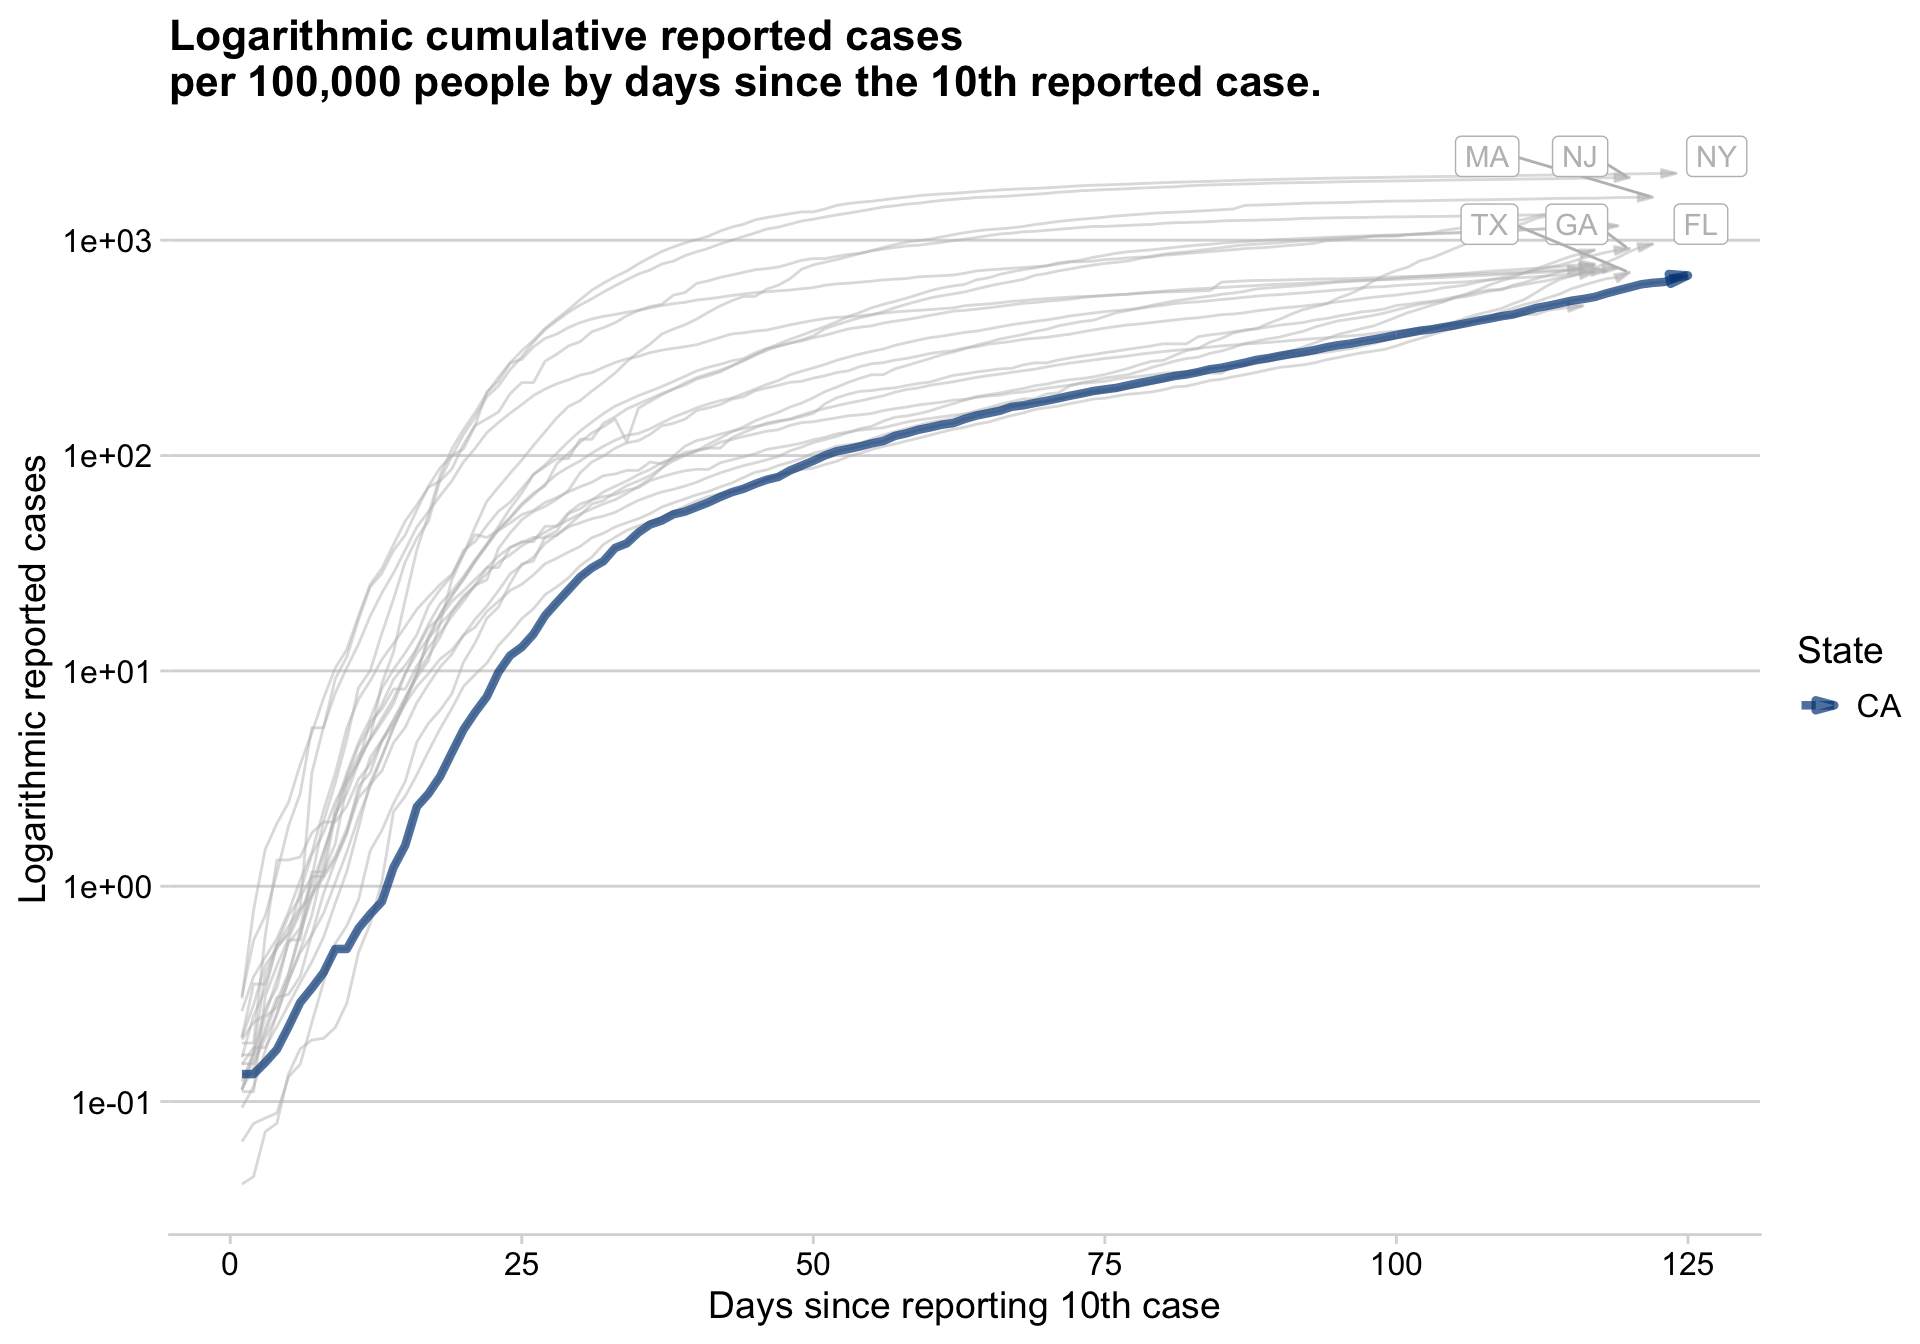 Logarithmic cumulative reported cases
per 100,000 people by days since the 10th reported case.
MA
NJ
NY
TX
GA
FL
1e+03
1e+02
1e+01
1e+00
1e-01
Logarithmic reported cases
State
CA
0
25
50
75
100
125
Days since reporting 10th case